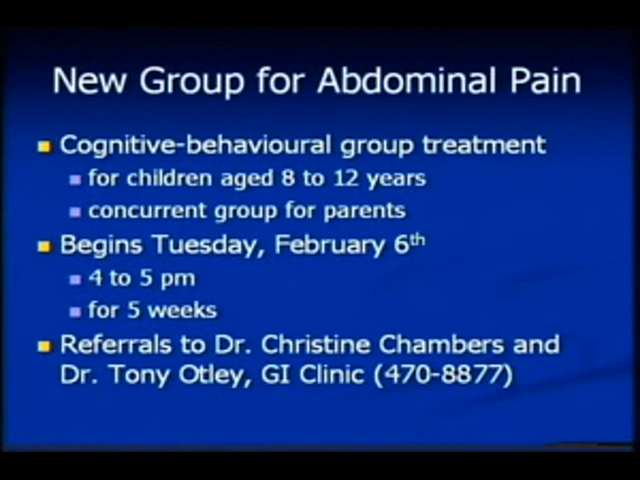 New Group for Abdominal Pain
Cognitive-behavioural group treatment
for children aged 8 to 12 years
concurrent group for parents
Begins Tuesday, February 6th
4 to 5 pm
for 5 weeks
Referrals to Dr. Christine Chambers and
Dr. Tony Otley, GI Clinic (470-8877)